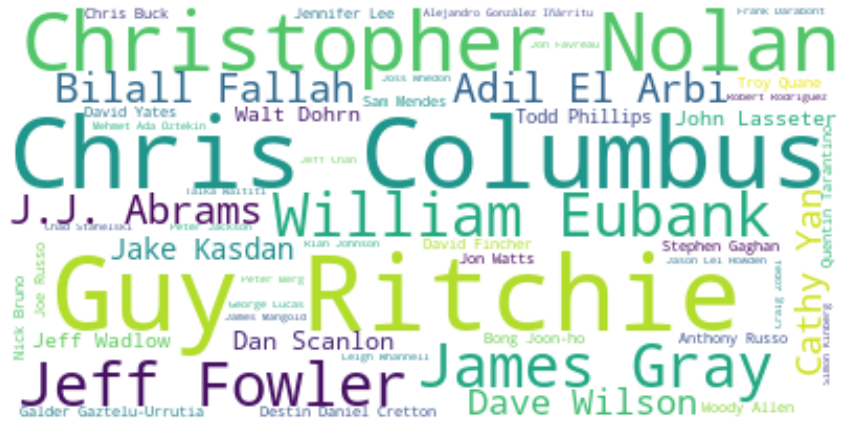 Chris Buck
Jennifer Lee
Alejandro González Iñárritu
Frank Darabont
Christopher Nolan
Jon Favreau
Bilall Fallah
Joss Whedon
Adil El Arbi
Troy Quane
Sam Mendes
Robert Rodriguez
David Yates
Walt Dohrn
Todd Phillips
John Lasseter
Mehmet Ada Öztekin
Chris Columbus
Jeff Chan
Quentin Tarantino
Taika Waititi
J.J. Abrams
William Eubank
Cathy Yan
Chad Stahelski
Peter Jackson
Jake Kasdan
Rian Johnson
David Fincher
Stephen Gaghan
Jon Watts
Jason Lei Howden
Nick Bruno
Joe Russo
Guy Ritchie
Peter Berg
Craig Zobel
George Lucas
James Mangold
Simon Kinberg
Jeff Wadlow
Dan Scanlon
Bong Joon-ho
Anthony Russo
Leigh Whannell
Jeff Fowler
James Gray
Dave Wilson
Woody Allen
Galder Gaztelu-Urrutia
Destin Daniel Cretton